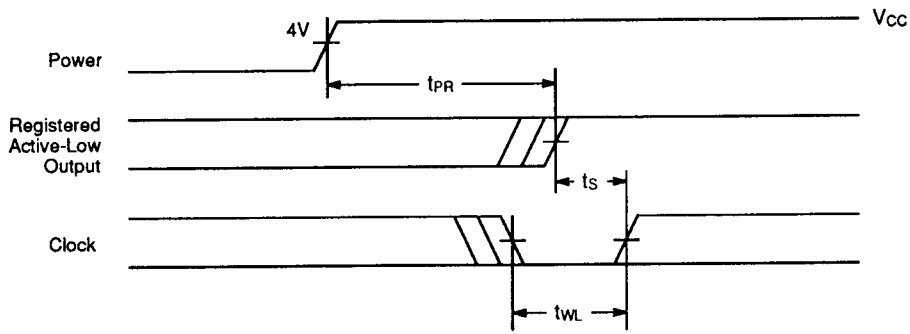 4V
VCC
Power
tPR
Registered
Active-Low
Output
tS
Clock
tWL